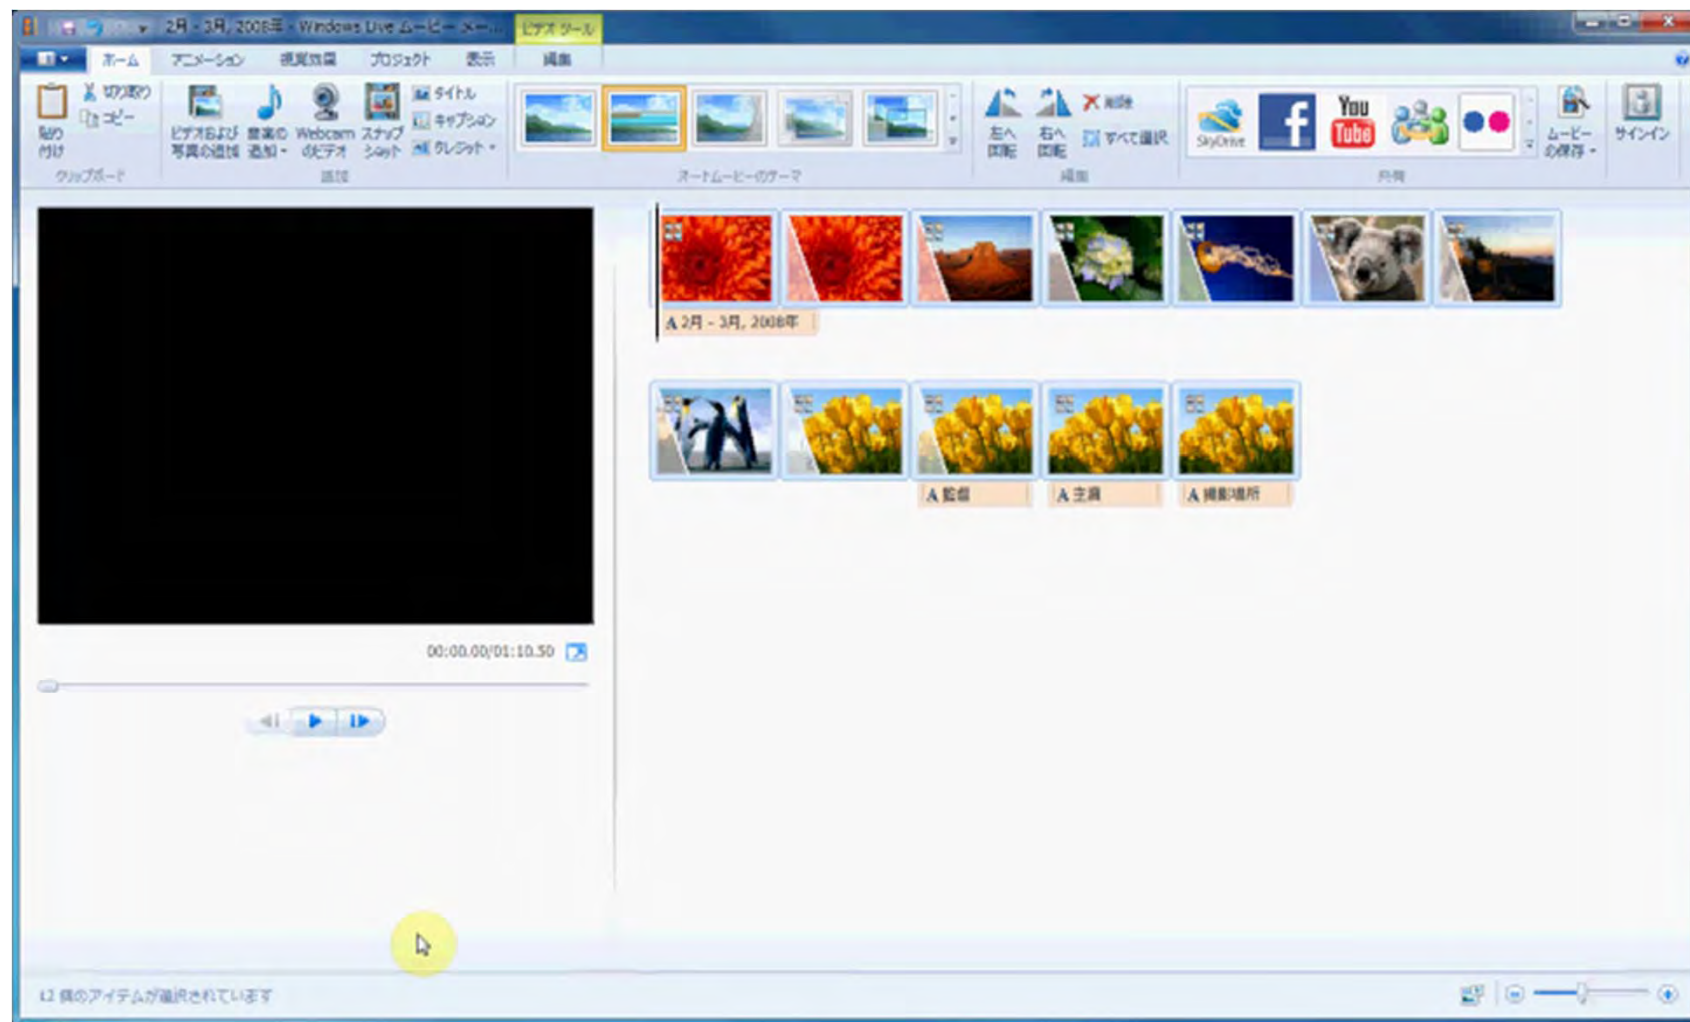 2月 - 3月, 2008年 - Windows Live ムービー メー...
ビデオ ツール
ホーム
アニメーション
視覚効果
プロジェクト
表示
編集
貼り
付け
切り取り
コピー
クリップボード
ビデオおよび
写真の追加
音楽の
追加
Webcam
のビデオ
スナップ
ショット
タイトル
キャプション
クレジット
追加
オートムービーのテーマ
左へ
回転
右へ
回転
削除
すべて選択
編集
SkyDrive
f
You
Tube
共有
ムービー
の保存
サインイン
A 2月 - 3月, 2008年
A 監督
A 主演
A 撮影場所
00:00.00/01:10.50
12 個のアイテムが選択されています